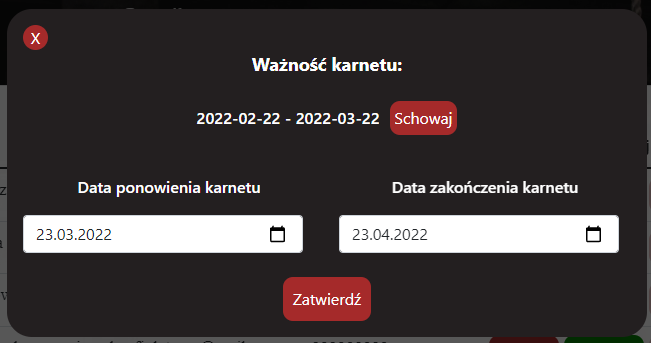 X
Ważność karnetu:
2022-02-22 - 2022-03-22 Schowaj
Data ponowienia karnetu Data zakończenia karnetu
23.03.2022 23.04.2022
Zatwierdź